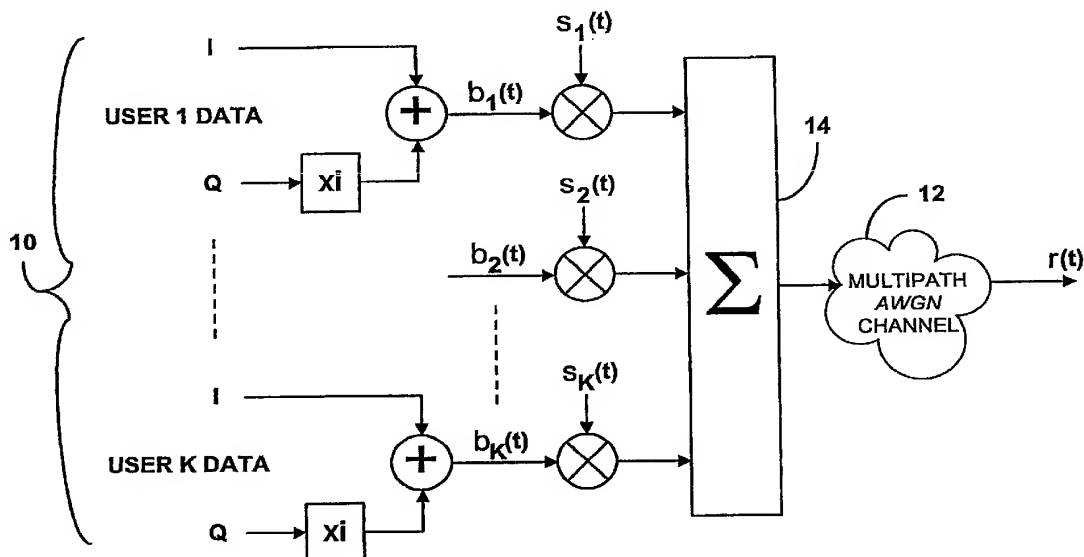 I
s1(t)
USER 1 DATA
+
b1(t)
14
Q
xi
s2(t)
12
10
b2(t)
Σ
MULTIPATH
AWGN
CHANNEL
r(t)
I
sK(t)
USER K DATA
+
bK(t)
Q
xi